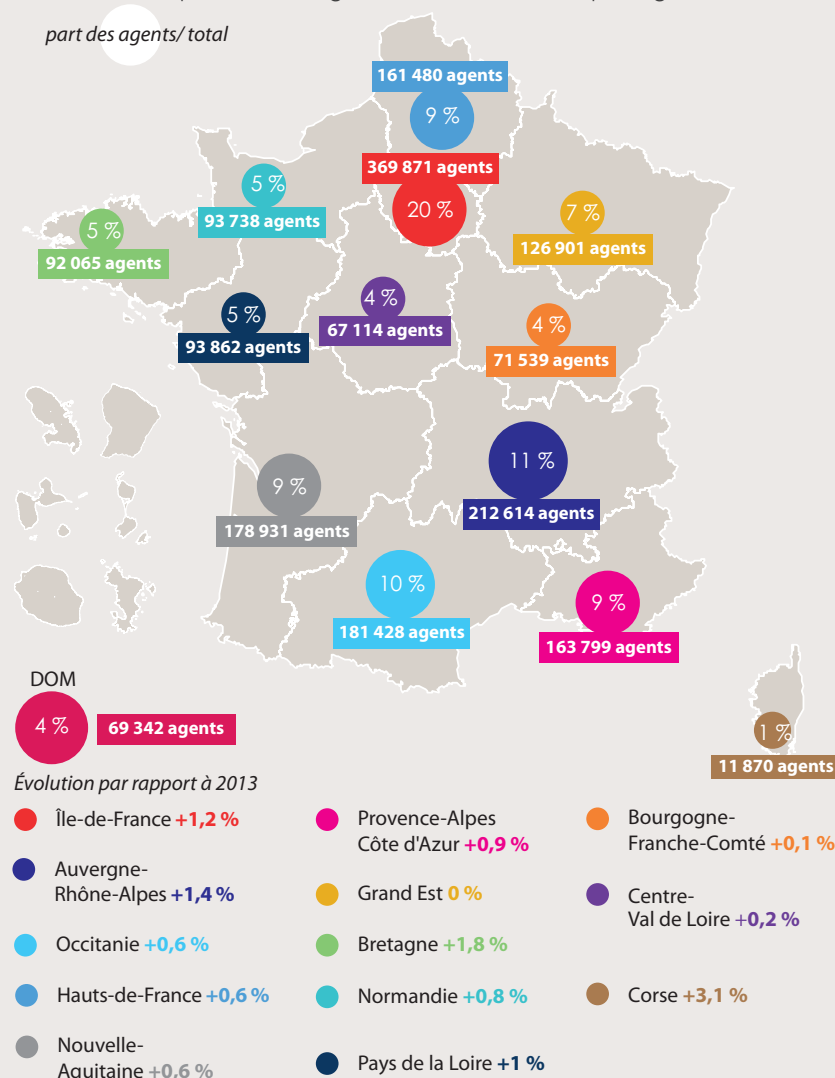 part des agents/ total
161 480 agents
9 %
369 871 agents
20 %
5 %
93 738 agents
7 %
126 901 agents
5 %
92 065 agents
5 %
93 862 agents
4 %
67 114 agents
4 %
71 539 agents
11 %
212 614 agents
9 %
178 931 agents
10 %
181 428 agents
9 %
163 799 agents
DOM
4 %
69 342 agents
1 %
11 870 agents
Évolution par rapport à 2013
Île-de-France +1,2 %
Auvergne-
Rhône-Alpes +1,4 %
Occitanie +0,6 %
Hauts-de-France +0,6 %
Nouvelle-
Aquitaine +0,6 %
Provence-Alpes
Côte d'Azur +0,9 %
Grand Est 0 %
Bretagne +1,8 %
Normandie +0,8 %
Pays de la Loire +1 %
Bourgogne-
Franche-Comté +0,1 %
Centre-
Val de Loire +0,2 %
Corse +3,1 %